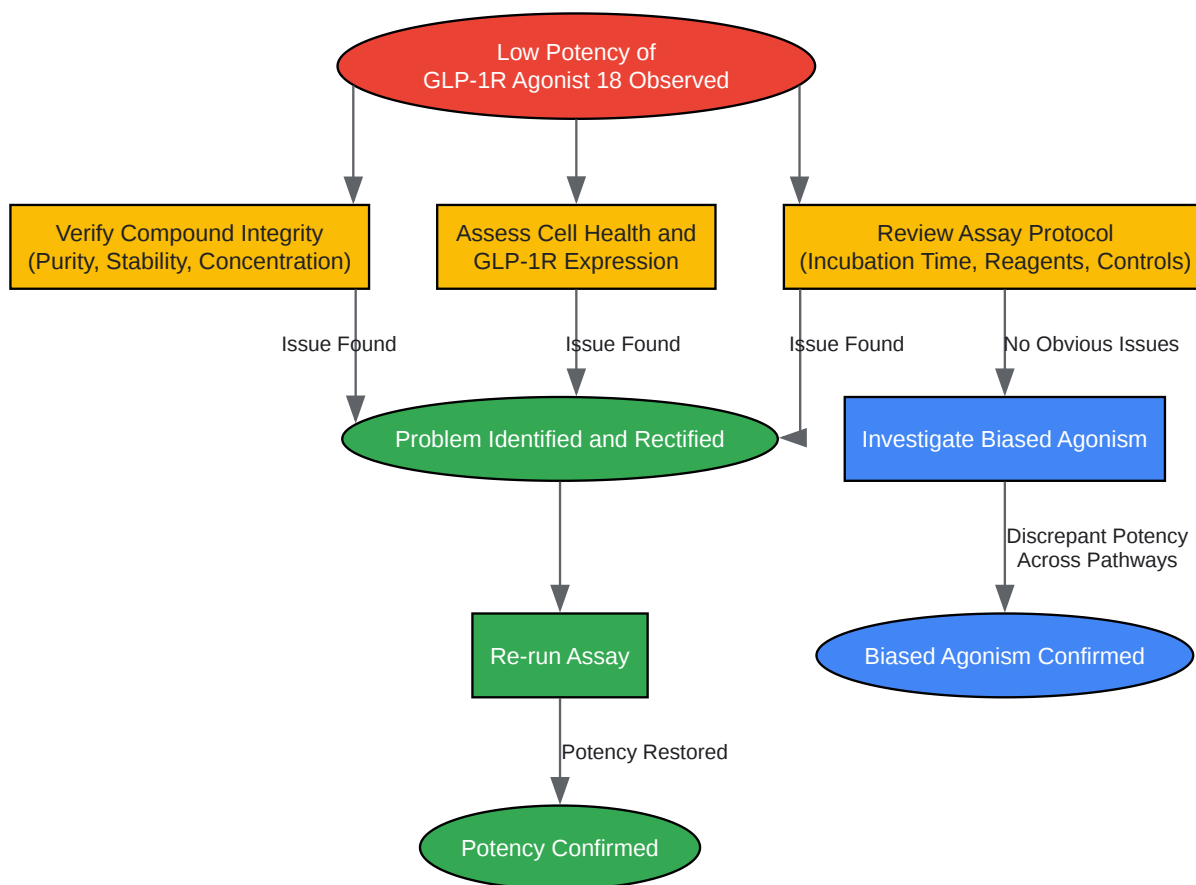 Low Potency of
GLP-1R Agonist 18 Observed
Verify Compound Integrity
(Purity, Stability, Concentration)
Assess Cell Health and
GLP-1R Expression
Review Assay Protocol
(Incubation Time, Reagents, Controls)
Issue Found
Issue Found
Issue Found
No Obvious Issues
Problem Identified and Rectified
Investigate Biased Agonism
Discrepant Potency
Across Pathways
Re-run Assay
Biased Agonism Confirmed
Potency Restored
Potency Confirmed